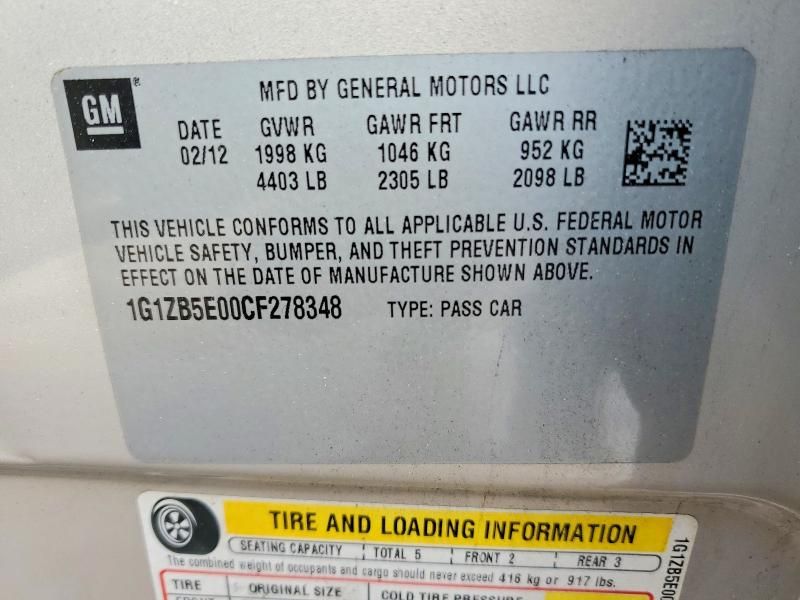 GM ®
MFD BY GENERAL MOTORS LLC
DATE GVWR GAWR FRT GAWR RR
02/12 1998 KG 1046 KG 952 KG
4403 LB 2305 LB 2098 LB
THIS VEHICLE CONFORMS TO ALL APPLICABLE U.S. FEDERAL MOTOR
VEHICLE SAFETY, BUMPER, AND THEFT PREVENTION STANDARDS IN
EFFECT ON THE DATE OF MANUFACTURE SHOWN ABOVE.
1G1ZB5E00CF278348 TYPE: PASS CAR
TIRE AND LOADING INFORMATION
SEATING CAPACITY TOTAL 5 FRONT 2 REAR 3
The combined weight of occupants and cargo should never exceed 416 kg or 917 lbs.
TIRE ORIGINAL SIZE COLD TIRE PRESSURE
1G1ZB5E00